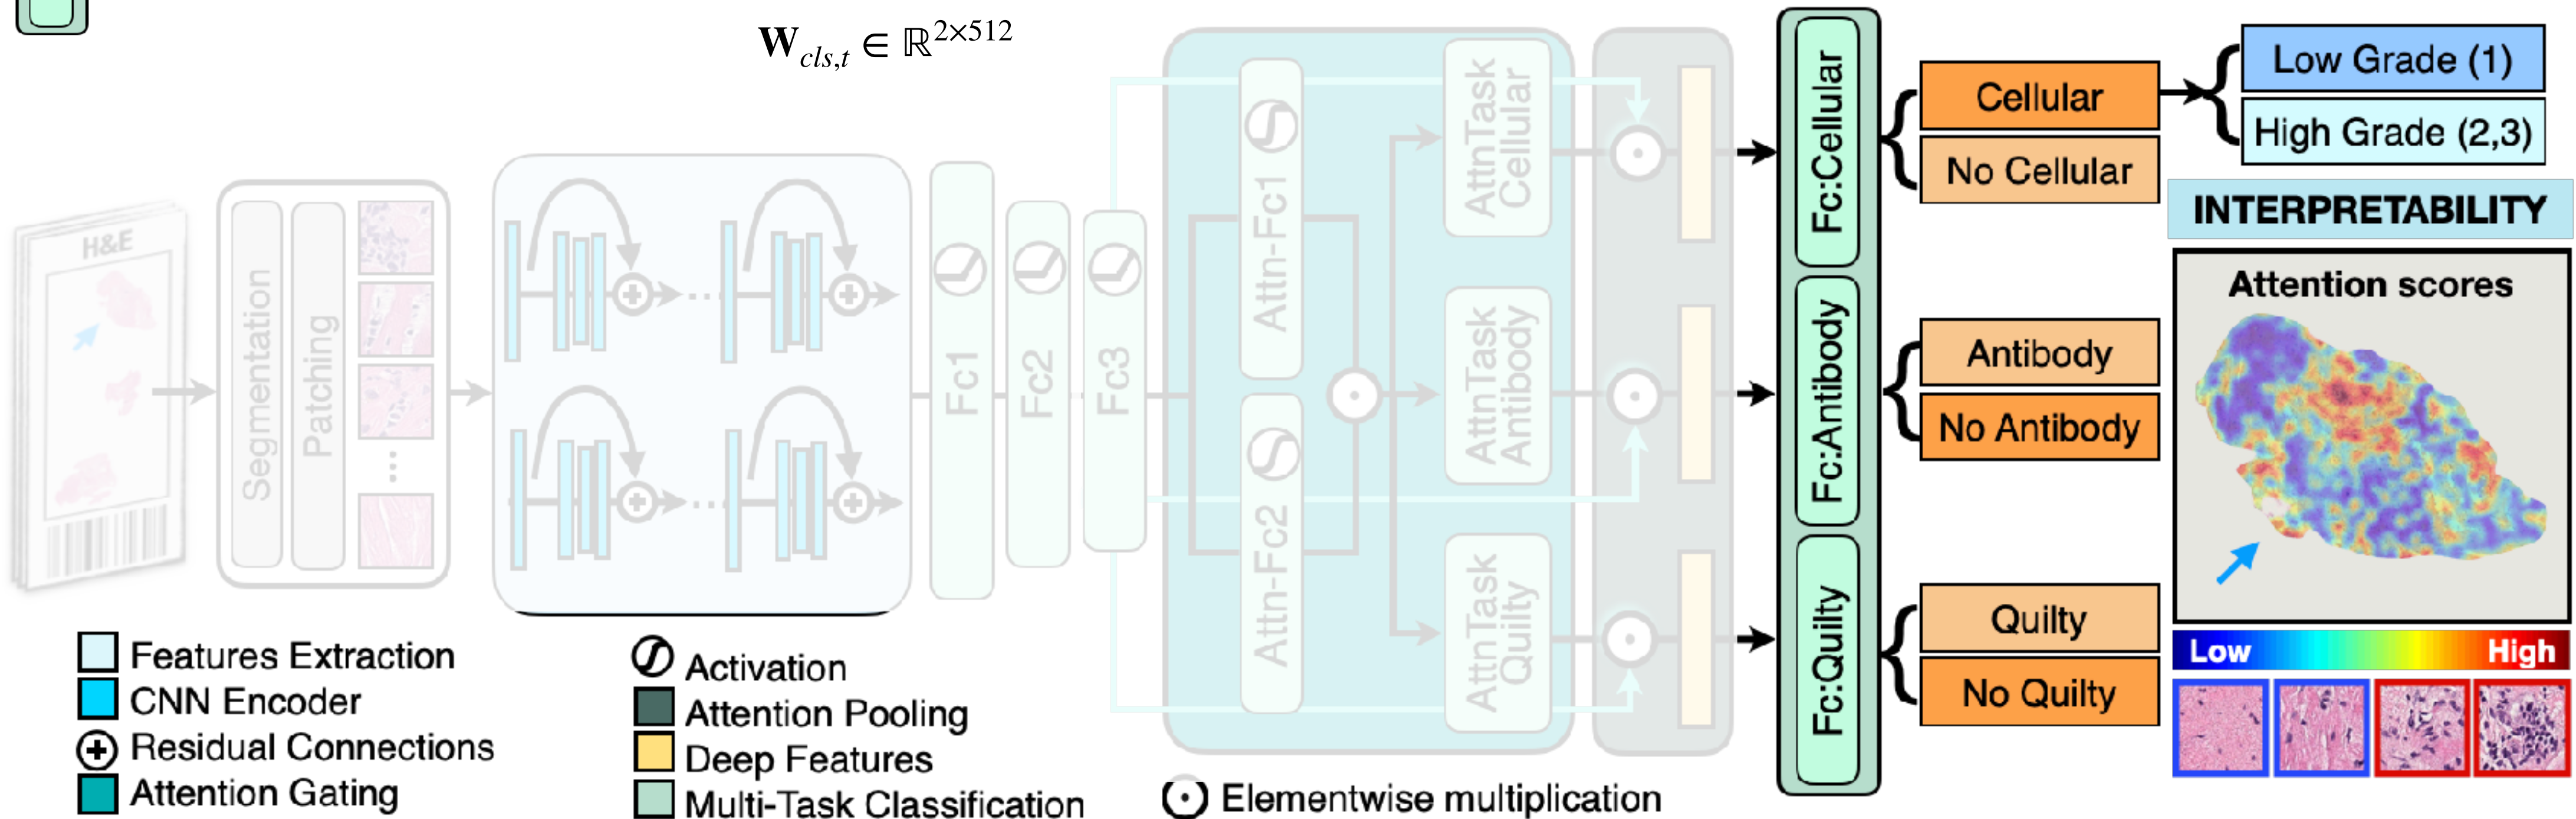 W_{cls,t} ∈ ℝ^{2×512}
H&E
Segmentation
Patching
Fc1
Fc2
Fc3
Attn-Fc1
Attn-Fc2
AttnTask
Cellular
AttnTask
Antibody
AttnTask
Quilty
Fc:Cellular
Fc:Antibody
Fc:Quilty
Cellular
No Cellular
Low Grade (1)
High Grade (2,3)
Antibody
No Antibody
Quilty
No Quilty
INTERPRETABILITY
Attention scores
Low
High
Features Extraction
CNN Encoder
Residual Connections
Attention Gating
Activation
Attention Pooling
Deep Features
Multi-Task Classification
Elementwise multiplication